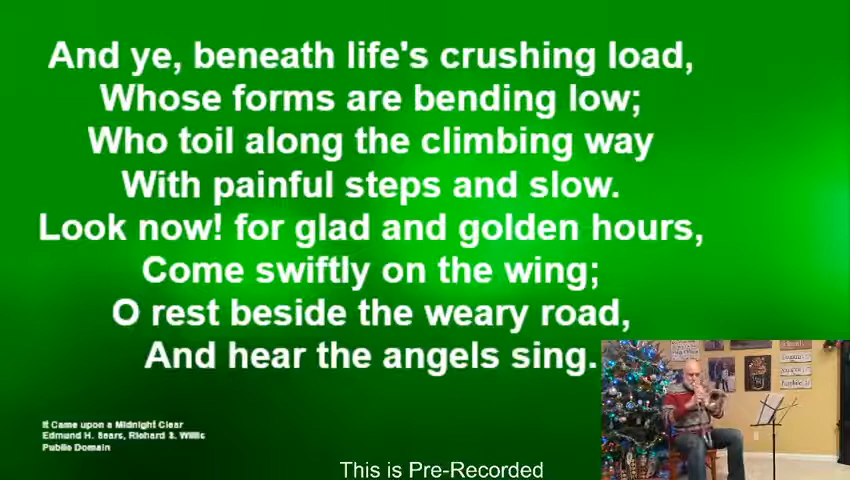 And ye, beneath life's crushing load,
Whose forms are bending low;
Who toil along the climbing way
With painful steps and slow.
Look now! for glad and golden hours,
Come swiftly on the wing;
O rest beside the weary road,
And hear the angels sing.
It Came upon a Midnight Clear
Edmund H. Sears, Richard S. Willis
Public Domain
This is Pre-Recorded